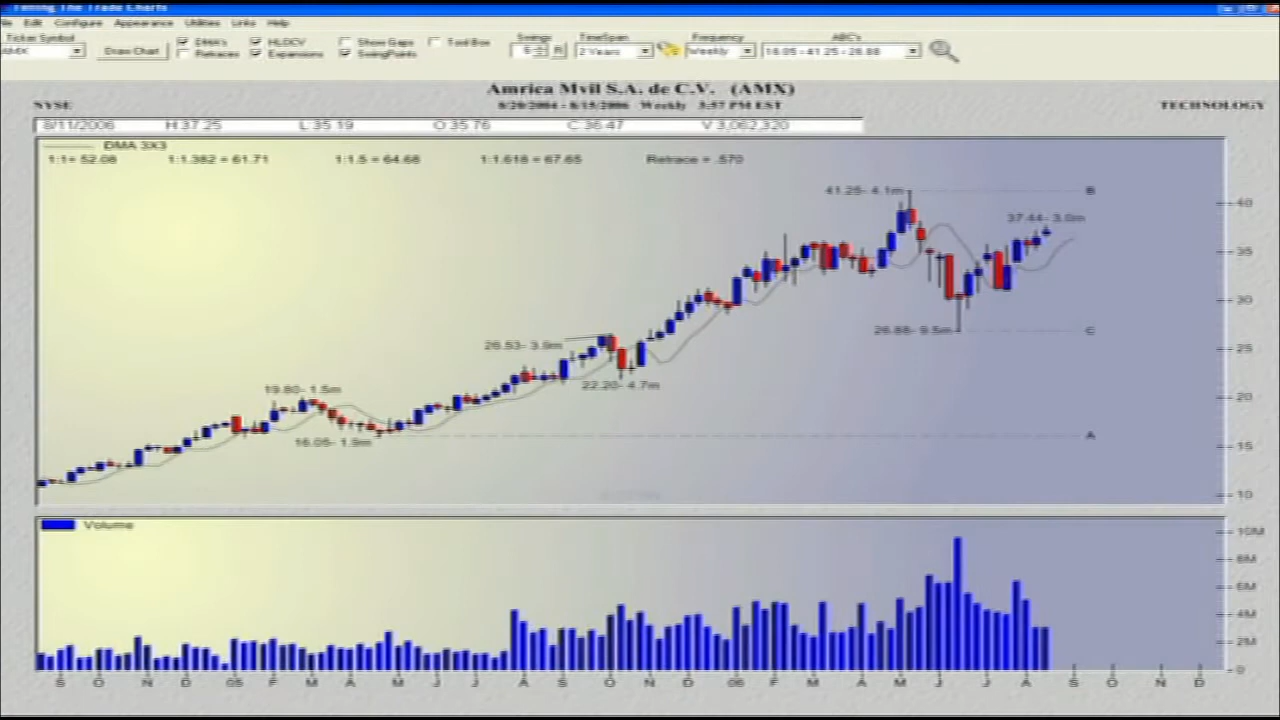 Timing The Trade Charts
Edit Configure Appearance Utilities Links Help
Ticker Symbol
AMX
Draw Chart
DMA's HLOCV Show Gaps Tool Box
Retraces Expansions SwingPoints
Swings
5
R
TimeSpan
2 Years
Frequency
Weekly
ABC's
16.05 - 41.25 - 26.88
Amrica Mvil S.A. de C.V. (AMX)
NYSE 8/20/2004 - 8/15/2006 Weekly 3:57 PM EST TECHNOLOGY
8/11/2006 H 37.25 L 35.19 O 35.76 C 36.47 V 3,062,320
DMA 3X3
1:1= 52.08 1:1.382 = 61.71 1:1.5 = 64.68 1:1.618 = 67.65 Retrace = .570
41.25- 4.1m B
40
37.44- 3.0m
35
30
26.88- 9.5m C
26.53- 3.9m
25
22.20- 4.7m
19.80- 1.5m
20
16.05- 1.9m A
15
10
Volume
10M
8M
6M
4M
2M
0
S O N D 05 F M A M J J A S O N D 06 F M A M J J A S O N D